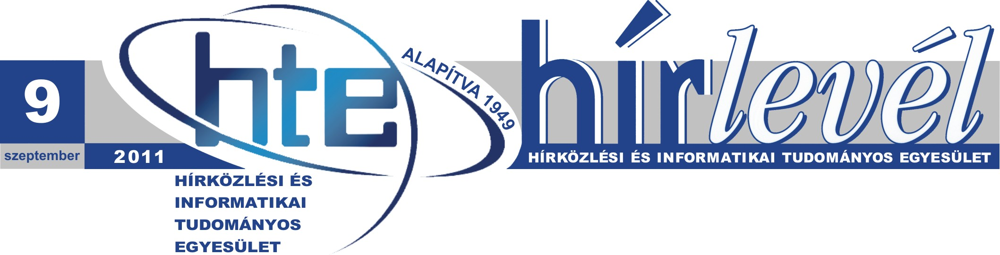 9
szeptember
2011
hte
ALAPÍTVA 1949
HÍRKÖZLÉSI ÉS
INFORMATIKAI
TUDOMÁNYOS
EGYESÜLET
hírlevél
HÍRKÖZLÉSI ÉS INFORMATIKAI TUDOMÁNYOS EGYESÜLET